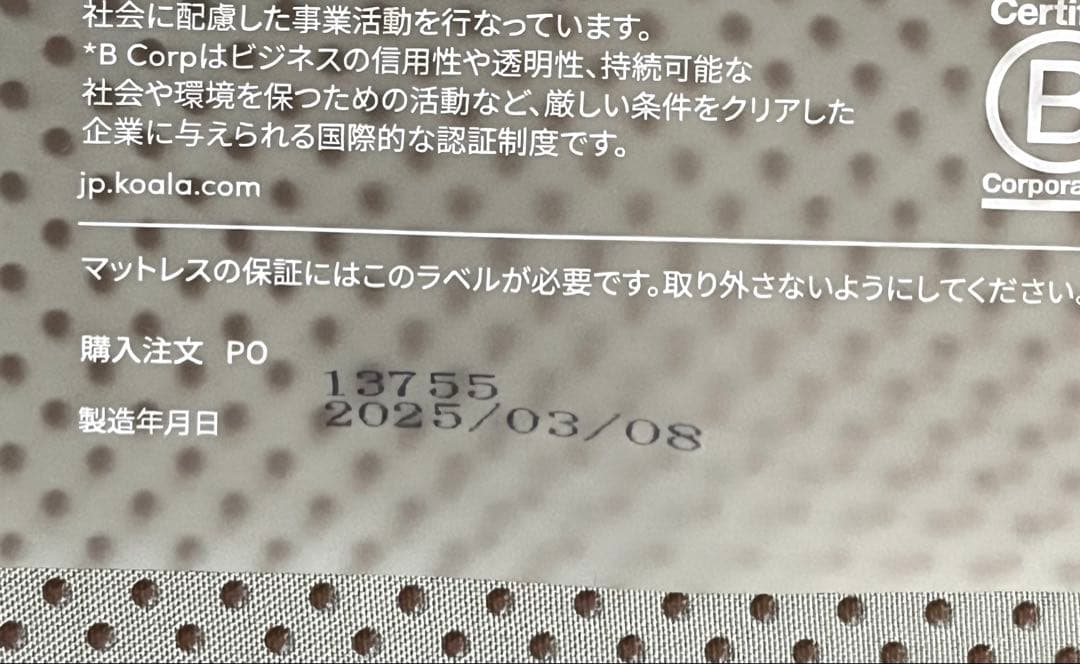 社会に配慮した事業活動を行なっています。
*B Corpはビジネスの信用性や透明性、持続可能な
社会や環境を保つための活動など、厳しい条件をクリアした
企業に与えられる国際的な認証制度です。
jp.koala.com
Certi
B
Corpora
マットレスの保証にはこのラベルが必要です。取り外さないようにしてください。
購入注文 PO 13755
製造年月日 2025/03/08